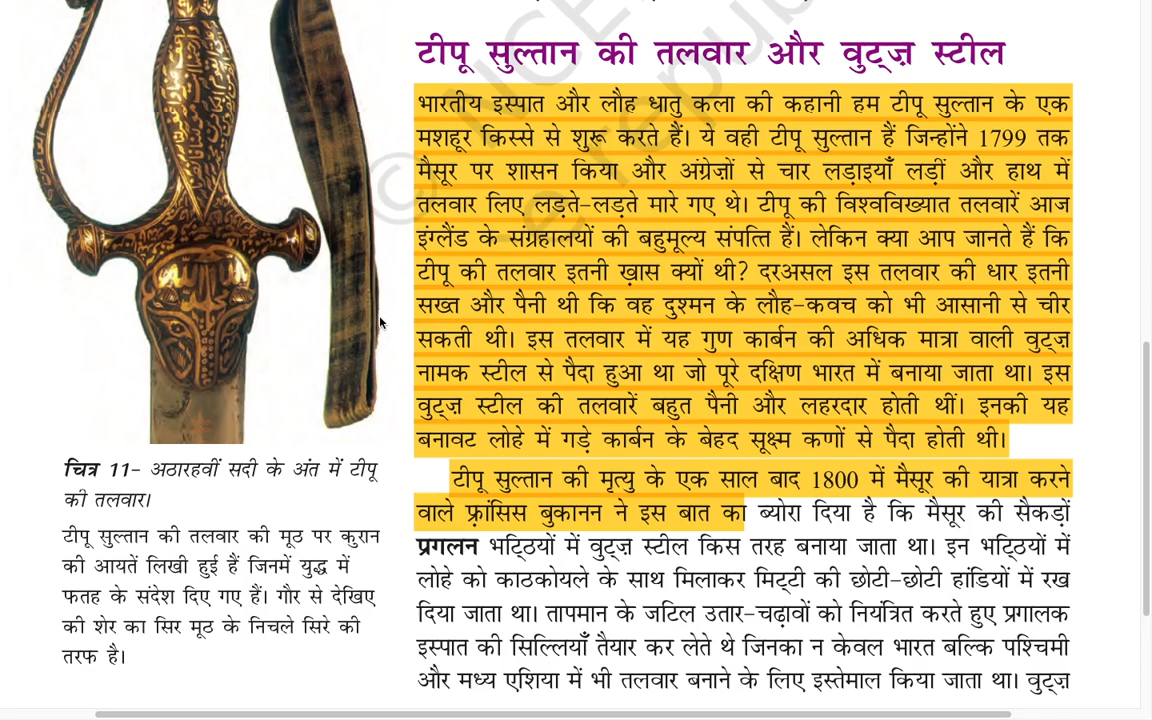 टीपू सुल्तान की तलवार और वुट्ज़ स्टील
भारतीय इस्पात और लौह धातु कला की कहानी हम टीपू सुल्तान के एक
मशहूर किस्से से शुरू करते हैं। ये वही टीपू सुल्तान हैं जिन्होंने 1799 तक
मैसूर पर शासन किया और अंग्रेज़ों से चार लड़ाइयाँ लड़ीं और हाथ में
तलवार लिए लड़ते-लड़ते मारे गए थे। टीपू की विश्वविख्यात तलवारें आज
इंग्लैंड के संग्रहालयों की बहुमूल्य संपत्ति हैं। लेकिन क्या आप जानते हैं कि
टीपू की तलवार इतनी ख़ास क्यों थी? दरअसल इस तलवार की धार इतनी
सख्त और पैनी थी कि वह दुश्मन के लौह-कवच को भी आसानी से चीर
सकती थी। इस तलवार में यह गुण कार्बन की अधिक मात्रा वाली वुट्ज़
नामक स्टील से पैदा हुआ था जो पूरे दक्षिण भारत में बनाया जाता था। इस
वुट्ज़ स्टील की तलवारें बहुत पैनी और लहरदार होती थीं। इनकी यह
बनावट लोहे में गड़े कार्बन के बेहद सूक्ष्म कणों से पैदा होती थी।
टीपू सुल्तान की मृत्यु के एक साल बाद 1800 में मैसूर की यात्रा करने
वाले फ़्रांसिस बुकानन ने इस बात का ब्योरा दिया है कि मैसूर की सैकड़ों
प्रगलन भट्ठियों में वुट्ज़ स्टील किस तरह बनाया जाता था। इन भट्ठियों में
लोहे को काठकोयले के साथ मिलाकर मिट्टी की छोटी-छोटी हांडियों में रख
दिया जाता था। तापमान के जटिल उतार-चढ़ावों को नियंत्रित करते हुए प्रगालक
इस्पात की सिल्लियाँ तैयार कर लेते थे जिनका न केवल भारत बल्कि पश्चिमी
और मध्य एशिया में भी तलवार बनाने के लिए इस्तेमाल किया जाता था। वुट्ज़
चित्र 11- अठारहवीं सदी के अंत में टीपू
की तलवार।
टीपू सुल्तान की तलवार की मूठ पर कुरान
की आयतें लिखी हुई हैं जिनमें युद्ध में
फतह के संदेश दिए गए हैं। गौर से देखिए
की शेर का सिर मूठ के निचले सिरे की
तरफ है।